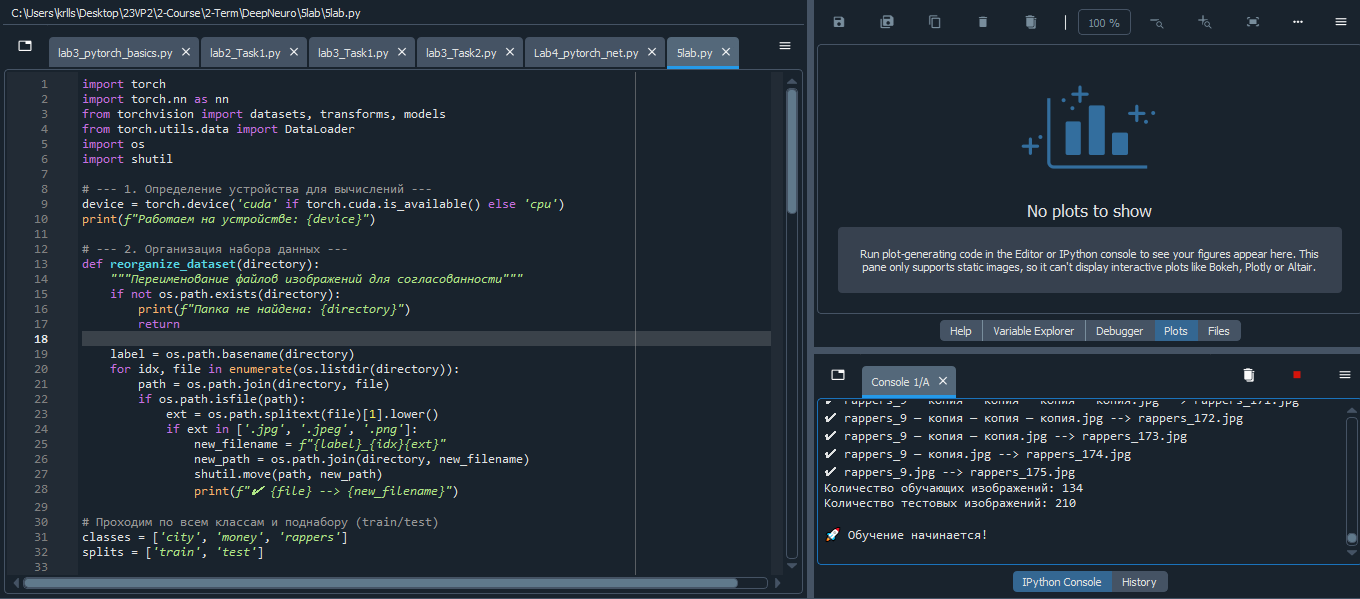 C:\Users\krlls\Desktop\23VP2\2-Course\2-Term\DeepNeuro\5lab\5lab.py
lab3_pytorch_basics.py
lab2_Task1.py
lab3_Task1.py
lab3_Task2.py
Lab4_pytorch_net.py
5lab.py
1 import torch
2 import torch.nn as nn
3 from torchvision import datasets, transforms, models
4 from torch.utils.data import DataLoader
5 import os
6 import shutil
7
8 # --- 1. Определение устройства для вычислений ---
9 device = torch.device('cuda' if torch.cuda.is_available() else 'cpu')
10 print(f"Работаем на устройстве: {device}")
11
12 # --- 2. Организация набора данных ---
13 def reorganize_dataset(directory):
14 """Переименование файлов изображений для согласованности"""
15 if not os.path.exists(directory):
16 print(f"Папка не найдена: {directory}")
17 return
18
19 label = os.path.basename(directory)
20 for idx, file in enumerate(os.listdir(directory)):
21 path = os.path.join(directory, file)
22 if os.path.isfile(path):
23 ext = os.path.splitext(file)[1].lower()
24 if ext in ['.jpg', '.jpeg', '.png']:
25 new_filename = f"{label}_{idx}{ext}"
26 new_path = os.path.join(directory, new_filename)
27 shutil.move(path, new_path)
28 print(f"✔ {file} --> {new_filename}")
29
30 # Проходим по всем классам и поднабору (train/test)
31 classes = ['city', 'money', 'rappers']
32 splits = ['train', 'test']
33
100 %
No plots to show
Run plot-generating code in the Editor or IPython console to see your figures appear here. This
pane only supports static images, so it can't display interactive plots like Bokeh, Plotly or Altair.
Help
Variable Explorer
Debugger
Plots
Files
Console 1/A
✔ rappers_9 — копия — копия — копия — копия.jpg --> rappers_171.jpg
✔ rappers_9 — копия — копия — копия.jpg --> rappers_172.jpg
✔ rappers_9 — копия — копия.jpg --> rappers_173.jpg
✔ rappers_9 — копия.jpg --> rappers_174.jpg
✔ rappers_9.jpg --> rappers_175.jpg
Количество обучающих изображений: 134
Количество тестовых изображений: 210
🚀 Обучение начинается!
IPython Console
History